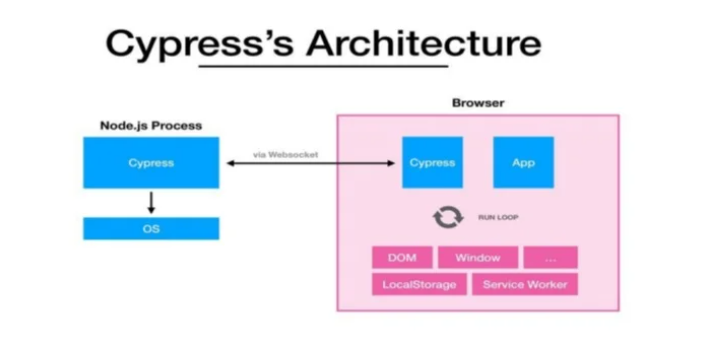 Cypress's Architecture
Browser
Node.js Process
Cypress
via Websocket
Cypress
App
OS
RUN LOOP
DOM
Window
...
LocalStorage
Service Worker